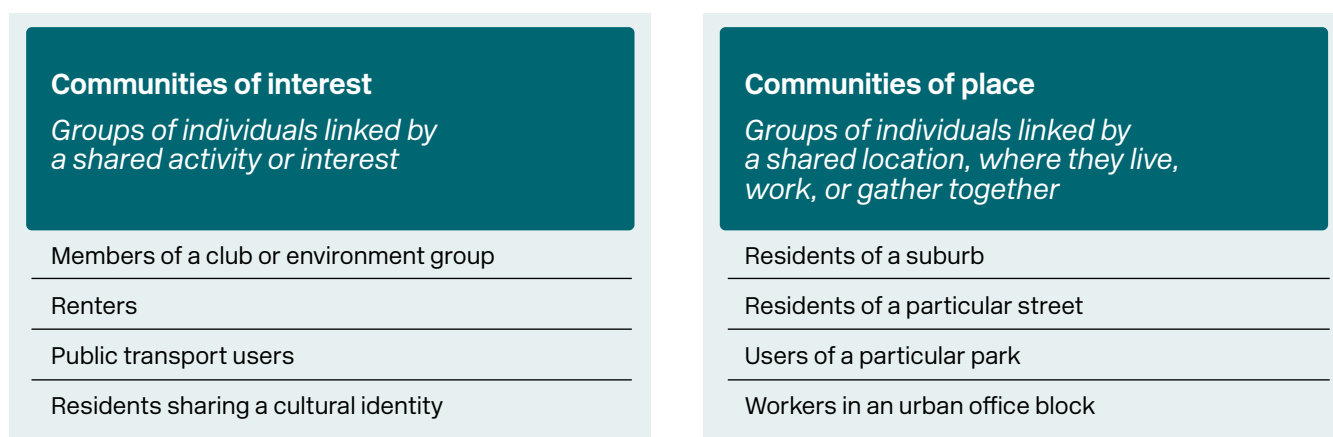 Communities of interest
Groups of individuals linked by
a shared activity or interest
Members of a club or environment group
Renters
Public transport users
Residents sharing a cultural identity
Communities of place
Groups of individuals linked by
a shared location, where they live,
work, or gather together
Residents of a suburb
Residents of a particular street
Users of a particular park
Workers in an urban office block